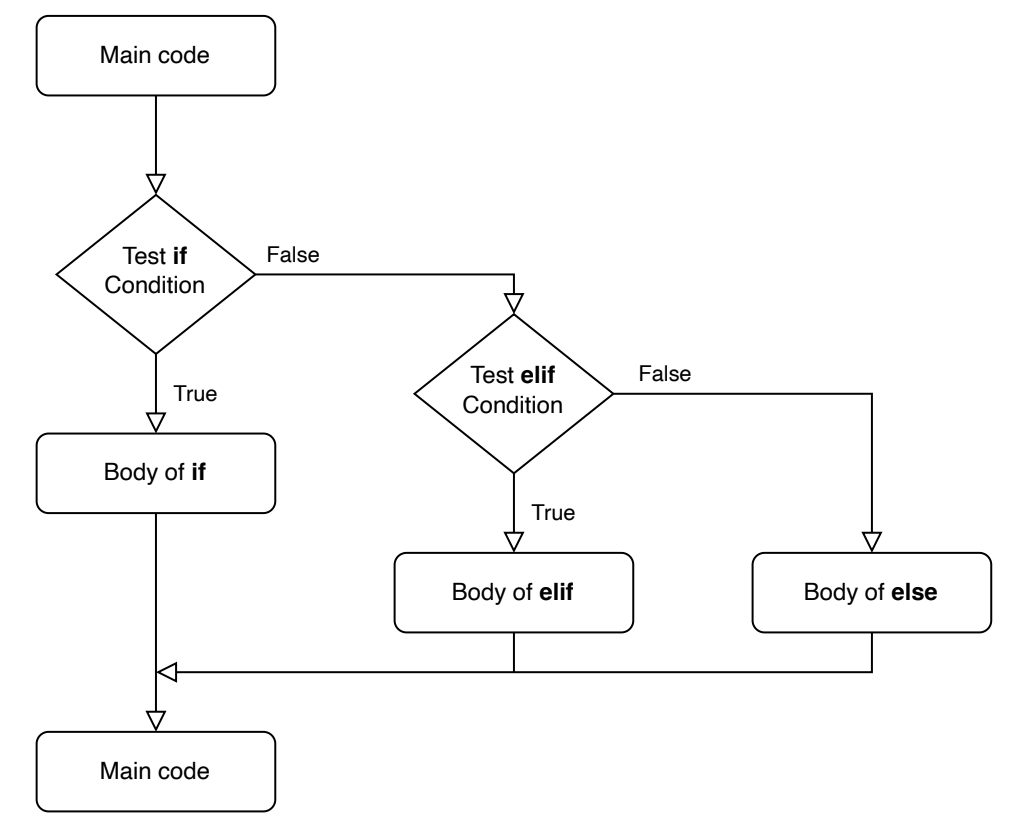 Main code
Test if
Condition
False
True
Test elif
Condition
False
Body of if
True
Body of elif
Body of else
Main code